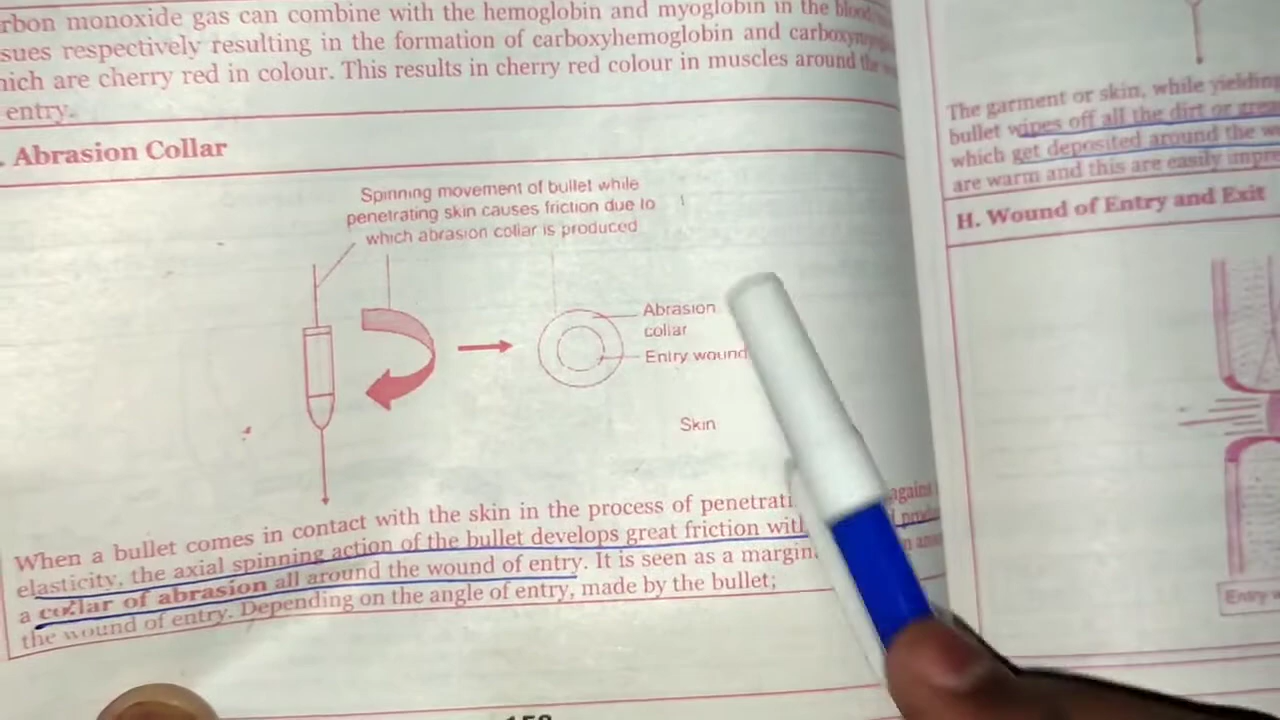 rbon monoxide gas can combine with the hemoglobin and myoglobin in the blood
sues respectively resulting in the formation of carboxyhemoglobin and
hich are cherry red in colour. This results in cherry red colour in muscles around the
entry.
. Abrasion Collar
Spinning movement of bullet while
penetrating skin causes friction due to
which abrasion collar is produced
Abrasion
collar
Entry wound
Skin
When a bullet comes in contact with the skin in the process of penetrati agains
elasticity, the axial spinning action of the bullet develops great friction with
a collar of abrasion all around the wound of entry. It is seen as a margin
the wound of entry. Depending on the angle of entry, made by the bullet;
The garment or skin, while yielding
bullet wipes off all the dirt or
which get deposited around the
are warm and this are easily
H. Wound of Entry and Exit
Entry